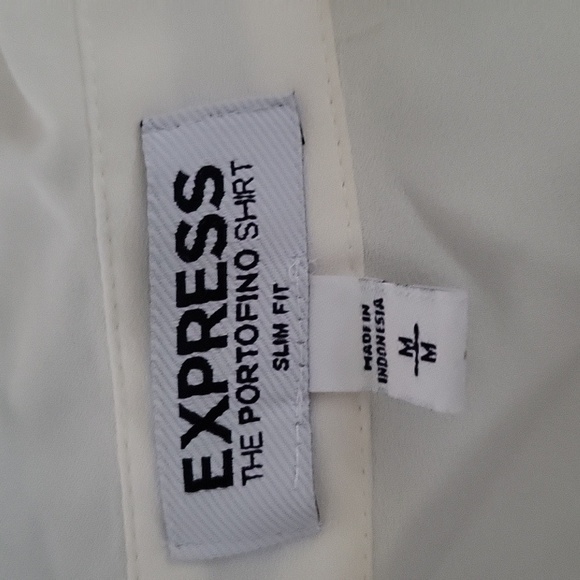 EXPRESS
THE PORTOFINO SHIRT
SLIM FIT
MADE IN
INDONESIA
M
M